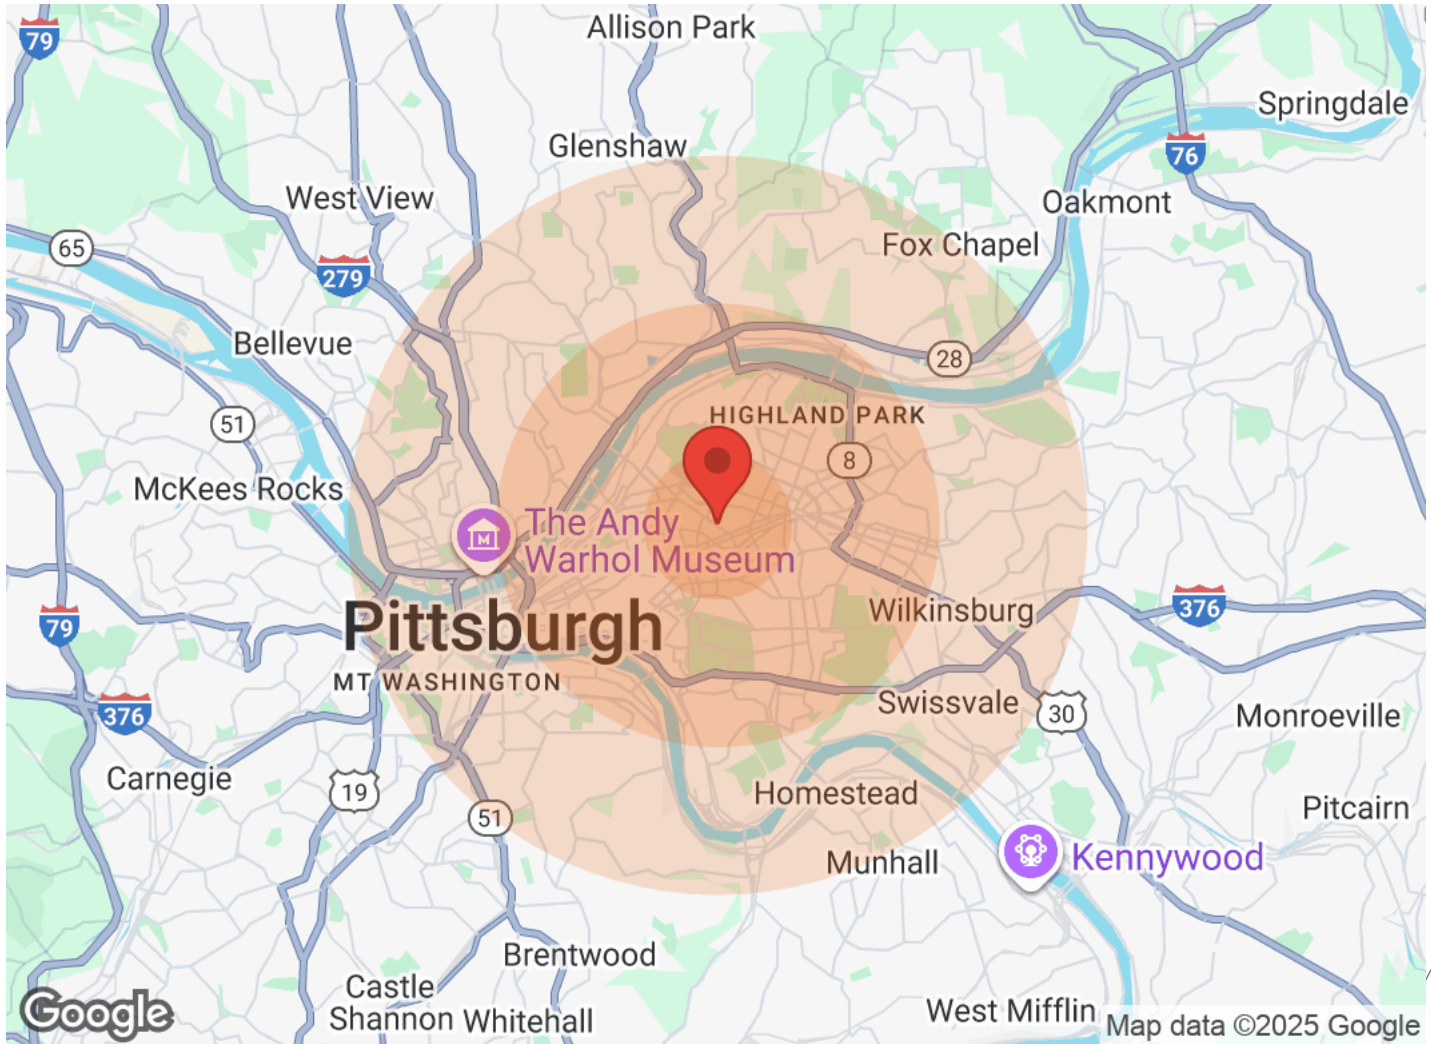 Allison Park
79
Springdale
Glenshaw
76
West View
Oakmont
65
Fox Chapel
279
Bellevue
28
HIGHLAND PARK
51
8
McKees Rocks
The Andy
Warhol Museum
M
Wilkinsburg
376
79
Pittsburgh
MT WASHINGTON
Swissvale
30
376
Monroeville
Carnegie
19
Homestead
Pitcairn
51
Munhall
Kennywood
Brentwood
Castle
Shannon
Whitehall
West Mifflin
Google
Map data ©2025 Google